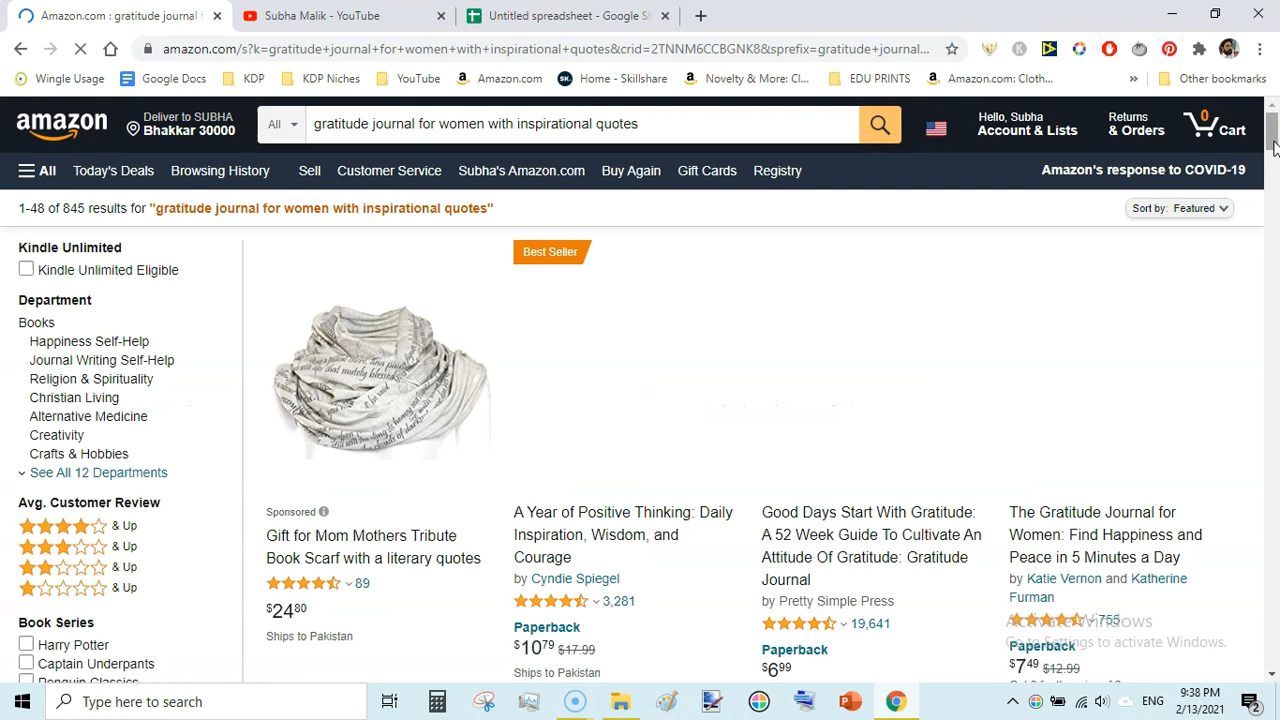 Amazon.com : gratitude journal f
Subha Malik - YouTube
Untitled spreadsheet - Google Sh
amazon.com/s?k=gratitude+journal+for+women+with+inspirational+quotes&crid=2TNNM6CCBGNK8&sprefix=gratitude+journal...
Wingle Usage
Google Docs
KDP
KDP Niches
YouTube
Amazon.com
Home - Skillshare
Novelty & More: Cl...
EDU PRINTS
Amazon.com: Cloth...
Other bookmarks
amazon
Deliver to SUBHA
Bhakkar 30000
All
gratitude journal for women with inspirational quotes
Hello, Subha
Account & Lists
Returns
& Orders
0
Cart
All
Today's Deals
Browsing History
Sell
Customer Service
Subha's Amazon.com
Buy Again
Gift Cards
Registry
Amazon's response to COVID-19
1-48 of 845 results for "gratitude journal for women with inspirational quotes"
Sort by: Featured
Kindle Unlimited
Kindle Unlimited Eligible
Department
Books
Happiness Self-Help
Journal Writing Self-Help
Religion & Spirituality
Christian Living
Alternative Medicine
Creativity
Crafts & Hobbies
See All 12 Departments
Avg. Customer Review
& Up
& Up
& Up
& Up
Book Series
Harry Potter
Captain Underpants
Penguin Classics
Sponsored
Gift for Mom Mothers Tribute
Book Scarf with a literary quotes
89
$24.80
Ships to Pakistan
Best Seller
A Year of Positive Thinking: Daily
Inspiration, Wisdom, and
Courage
by Cyndie Spiegel
3,281
Paperback
$10.79 $17.99
Ships to Pakistan
Good Days Start With Gratitude:
A 52 Week Guide To Cultivate An
Attitude Of Gratitude: Gratitude
Journal
by Pretty Simple Press
19,641
Paperback
$6.99
The Gratitude Journal for
Women: Find Happiness and
Peace in 5 Minutes a Day
by Katie Vernon and Katherine
Furman
755
Paperback
$7.49 $12.99
Activate Windows
Go to Settings to activate Windows.
Type here to search
ENG
9:38 PM
2/13/2021
2